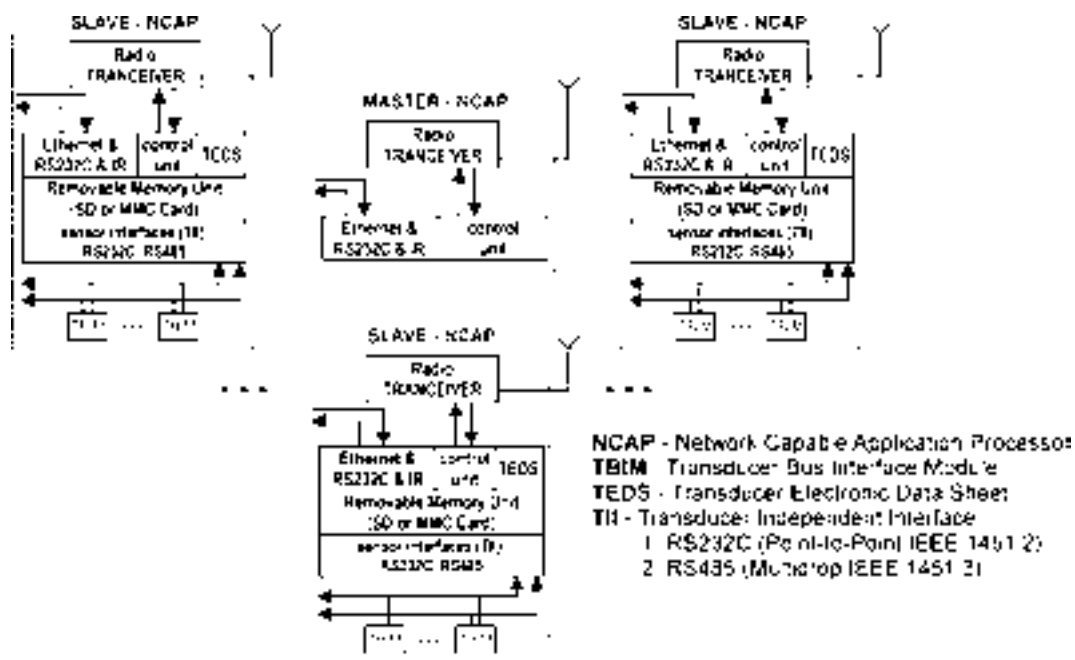 SLAVE - NCAP
Radio
TRANCEIVER
Ethernet &
RS232C & IR
control
unit
TEDS
Removable Memory Unit
(SD or MMC Card)
sensor interfaces (TII)
RS232C RS485
...
MASTER - NCAP
Radio
TRANCEIVER
Ethernet &
RS232C & IR
control
unit
SLAVE - NCAP
Radio
TRANCEIVER
Ethernet &
RS232C & IR
control
unit
TEDS
Removable Memory Unit
(SD or MMC Card)
sensor interfaces (TII)
RS232C RS485
...
SLAVE - NCAP
Radio
TRANCEIVER
Ethernet &
RS232C & IR
control
unit
TEDS
Removable Memory Unit
(SD or MMC Card)
sensor interfaces (TII)
RS232C RS485
...
NCAP - Network Capable Application Processor
TBIM - Transducer Bus Interface Module
TEDS - Transducer Electronic Data Sheet
TII - Transducer Independent Interface
1. RS232C (Point-to-Point IEEE 1451.2)
2. RS485 (Multidrop IEEE 1451.3)